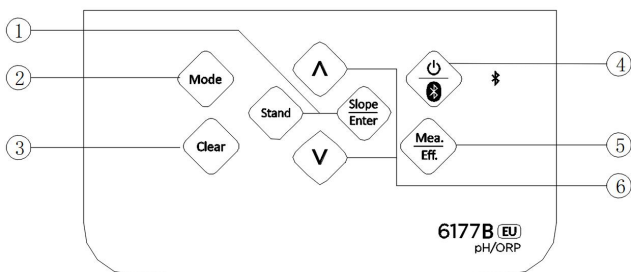 ①
② Mode
③ Clear
Stand
Slope
Enter
④
Mea.
Eff.
⑤
⑥
6177B EU
pH/ORP